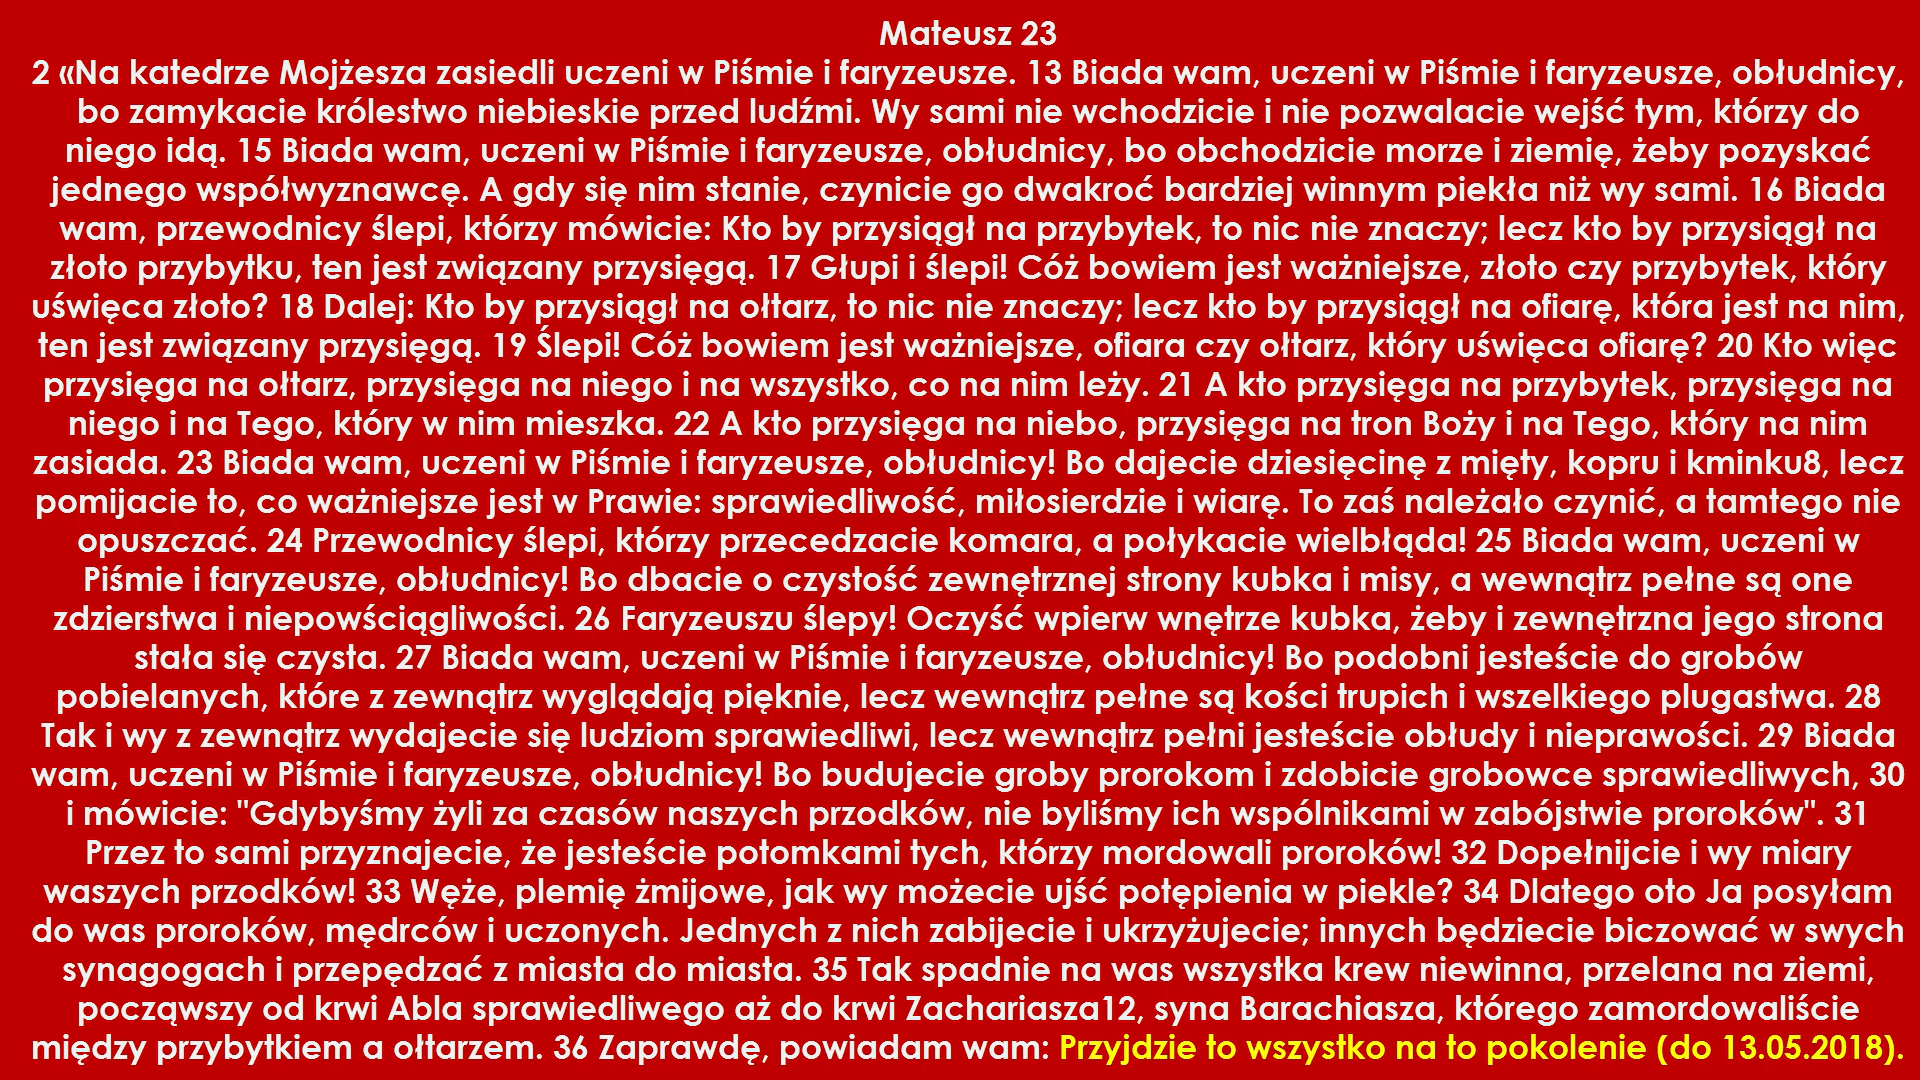 Mateusz 23
2 «Na katedrze Mojżesza zasiedli uczeni w Piśmie i faryzeusze. 13 Biada wam, uczeni w Piśmie i faryzeusze, obłudnicy,
bo zamykacie królestwo niebieskie przed ludźmi. Wy sami nie wchodzicie i nie pozwalacie wejść tym, którzy do
niego idą. 15 Biada wam, uczeni w Piśmie i faryzeusze, obłudnicy, bo obchodzicie morze i ziemię, żeby pozyskać
jednego współwyznawcę. A gdy się nim stanie, czynicie go dwakroć bardziej winnym piekła niż wy sami. 16 Biada
wam, przewodnicy ślepi, którzy mówicie: Kto by przysiągł na przybytek, to nic nie znaczy; lecz kto by przysiągł na
złoto przybytku, ten jest związany przysięgą. 17 Głupi i ślepi! Cóż bowiem jest ważniejsze, złoto czy przybytek, który
uświęca złoto? 18 Dalej: Kto by przysiągł na ołtarz, to nic nie znaczy; lecz kto by przysiągł na ofiarę, która jest na nim,
ten jest związany przysięgą. 19 Ślepi! Cóż bowiem jest ważniejsze, ofiara czy ołtarz, który uświęca ofiarę? 20 Kto więc
przysięga na ołtarz, przysięga na niego i na wszystko, co na nim leży. 21 A kto przysięga na przybytek, przysięga na
niego i na Tego, który w nim mieszka. 22 A kto przysięga na niebo, przysięga na tron Boży i na Tego, który na nim
zasiada. 23 Biada wam, uczeni w Piśmie i faryzeusze, obłudnicy! Bo dajecie dziesięcinę z mięty, kopru i kminku8, lecz
pomijacie to, co ważniejsze jest w Prawie: sprawiedliwość, miłosierdzie i wiarę. To zaś należało czynić, a tamtego nie
opuszczać. 24 Przewodnicy ślepi, którzy przecedzacie komara, a połykacie wielbłąda! 25 Biada wam, uczeni w
Piśmie i faryzeusze, obłudnicy! Bo dbacie o czystość zewnętrznej strony kubka i misy, a wewnątrz pełne są one
zdzierstwa i niepowściągliwości. 26 Faryzeuszu ślepy! Oczyść wpierw wnętrze kubka, żeby i zewnętrzna jego strona
stała się czysta. 27 Biada wam, uczeni w Piśmie i faryzeusze, obłudnicy! Bo podobni jesteście do grobów
pobielanych, które z zewnątrz wyglądają pięknie, lecz wewnątrz pełne są kości trupich i wszelkiego plugastwa. 28
Tak i wy z zewnątrz wydajecie się ludziom sprawiedliwi, lecz wewnątrz pełni jesteście obłudy i nieprawości. 29 Biada
wam, uczeni w Piśmie i faryzeusze, obłudnicy! Bo budujecie groby prorokom i zdobicie grobowce sprawiedliwych, 30
i mówicie: "Gdybyśmy żyli za czasów naszych przodków, nie byliśmy ich wspólnikami w zabójstwie proroków". 31
Przez to sami przyznajecie, że jesteście potomkami tych, którzy mordowali proroków! 32 Dopełnijcie i wy miary
waszych przodków! 33 Węże, plemię żmijowe, jak wy możecie ujść potępienia w piekle? 34 Dlatego oto Ja posyłam
do was proroków, mędrców i uczonych. Jednych z nich zabijecie i ukrzyżujecie; innych będziecie biczować w swych
synagogach i przepędzać z miasta do miasta. 35 Tak spadnie na was wszystka krew niewinna, przelana na ziemi,
począwszy od krwi Abla sprawiedliwego aż do krwi Zachariasza12, syna Barachiasza, którego zamordowaliście
między przybytkiem a ołtarzem. 36 Zaprawdę, powiadam wam: Przyjdzie to wszystko na to pokolenie (do 13.05.2018).